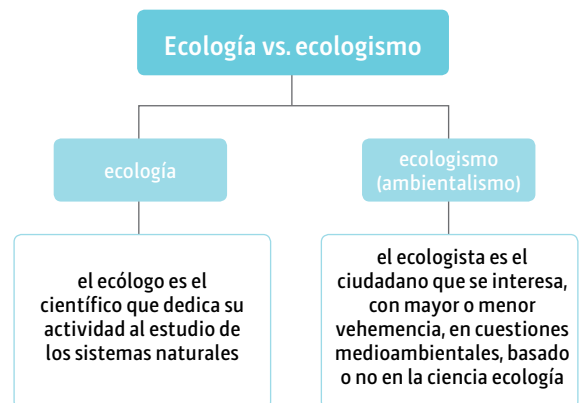 Ecología vs. ecologismo
ecología
ecologismo
(ambientalismo)
el ecólogo es el
científico que dedica su
actividad al estudio de
los sistemas naturales
el ecologista es el
ciudadano que se interesa,
con mayor o menor
vehemencia, en cuestiones
medioambientales, basado
o no en la ciencia ecología